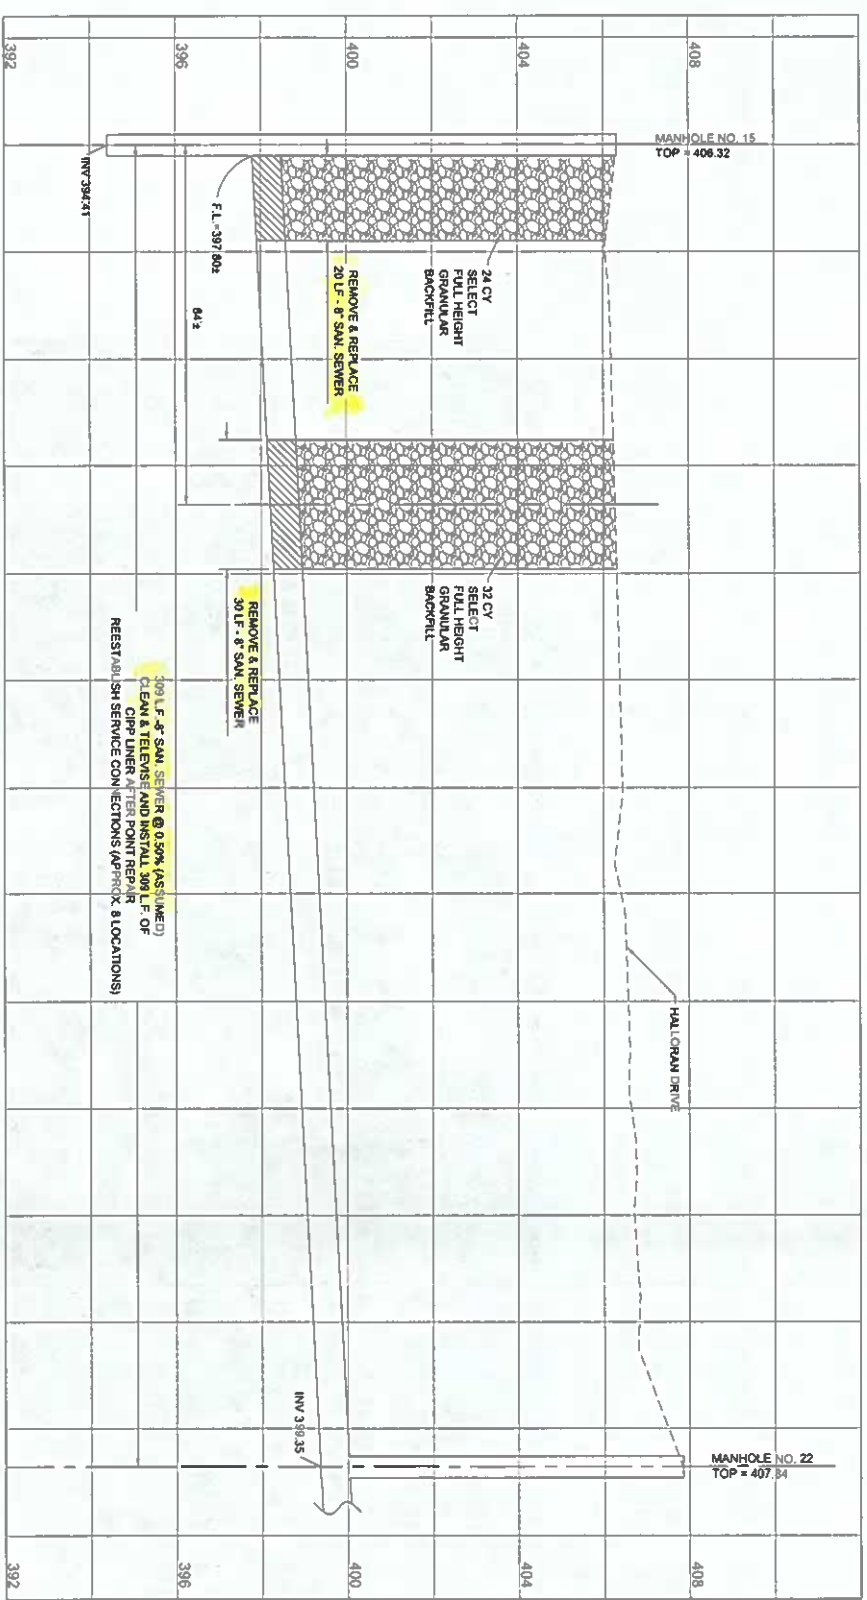 MANHOLE NO. 15
TOP = 406.32
MANHOLE NO. 22
TOP = 407.84
HALLORAN DRIVE
408
404
400
396
392
408
404
400
396
392
24 CY
SELECT
FULL HEIGHT
GRANULAR
BACKFILL
32 CY
SELECT
FULL HEIGHT
GRANULAR
BACKFILL
REMOVE & REPLACE
20 LF - 8" SAN. SEWER
REMOVE & REPLACE
30 LF - 8" SAN. SEWER
F.L.=397.80±
84'±
INV 394.41
INV 399.35
309 L.F.-8" SAN. SEWER @ 0.50% (ASSUMED)
CLEAN & TELEVISE AND INSTALL 309 L.F. OF
CIPP LINER AFTER POINT REPAIR
REESTABLISH SERVICE CONNECTIONS (APPROX. 8 LOCATIONS)